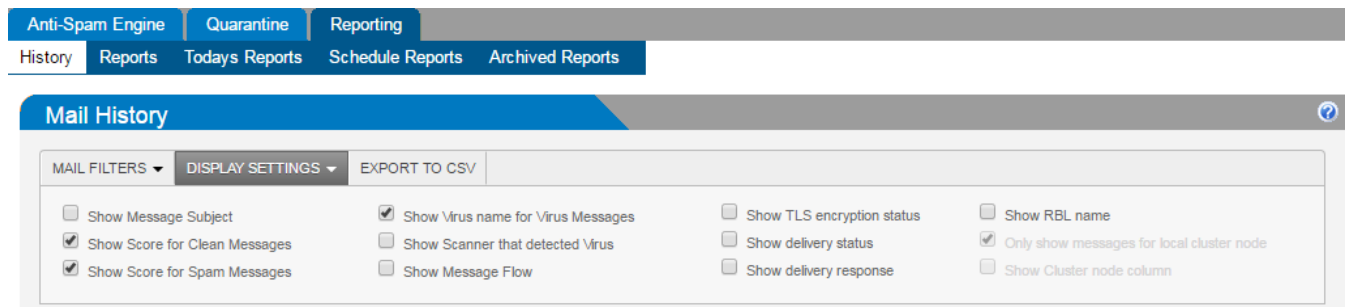 Anti-Spam Engine Quarantine Reporting
History Reports Todays Reports Schedule Reports Archived Reports
Mail History
MAIL FILTERS DISPLAY SETTINGS EXPORT TO CSV
Show Message Subject Show Virus name for Virus Messages Show TLS encryption status Show RBL name
Show Score for Clean Messages Show Scanner that detected Virus Show delivery status Only show messages for local cluster node
Show Score for Spam Messages Show Message Flow Show delivery response Show Cluster node column